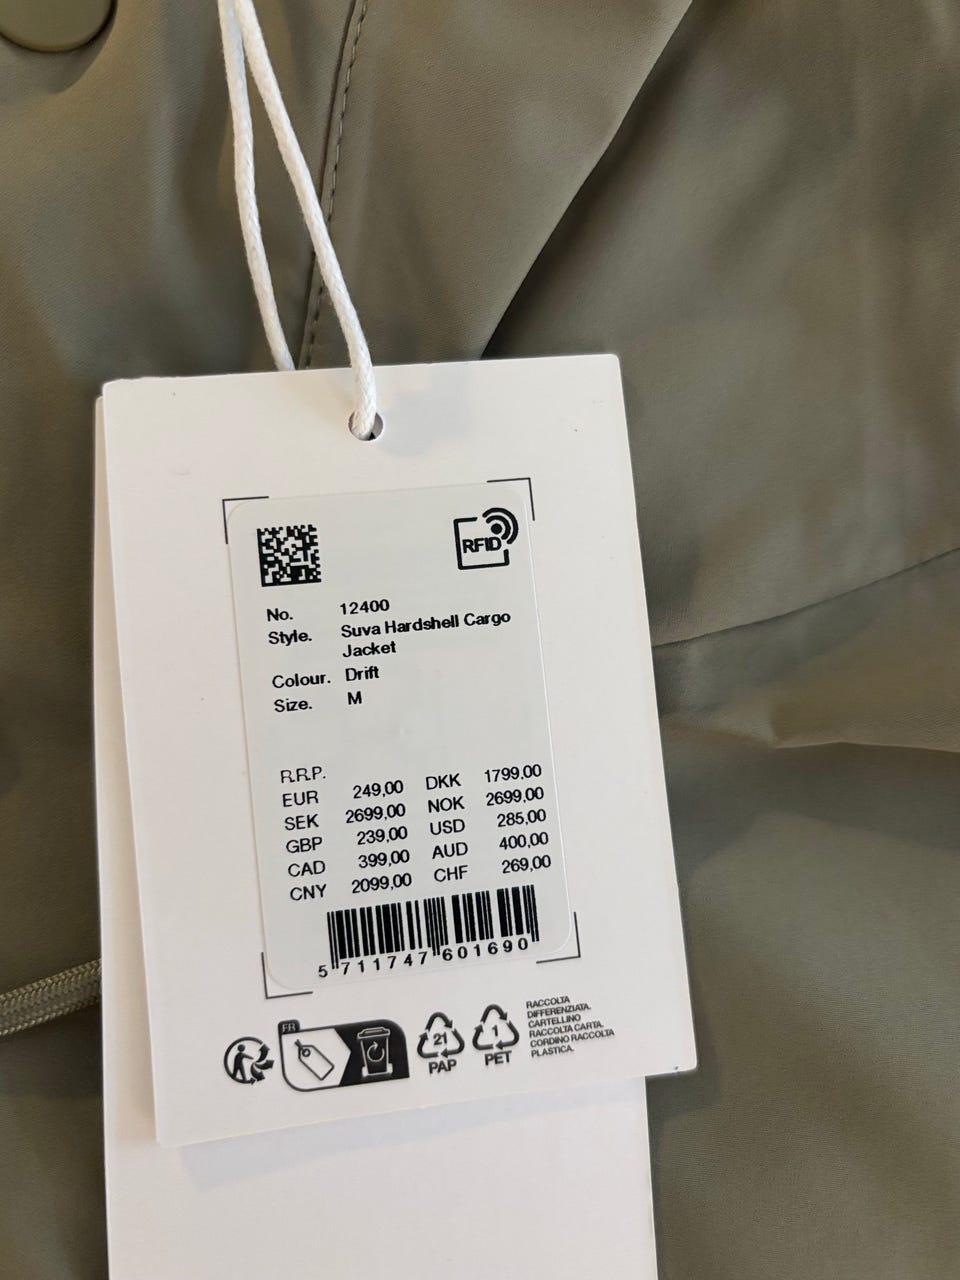 RFID
No. 12400
Style. Suva Hardshell Cargo
Jacket
Colour. Drift
Size. M
R.R.P.
EUR 249,00 DKK 1799,00
SEK 2699,00 NOK 2699,00
GBP 239,00 USD 285,00
CAD 399,00 AUD 400,00
CNY 2099,00 CHF 269,00
5 711747 601690
FR
21
PAP
1
PET
RACCOLTA
DIFFERENZIATA.
CARTELLINO
RACCOLTA CARTA.
CORDINO RACCOLTA
PLASTICA.